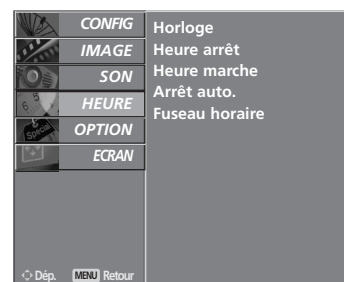 CONFIG
IMAGE
SON
HEURE
OPTION
ECRAN
Horloge
Heure arrêt
Heure marche
Arrêt auto.
Fuseau horaire
Dép. MENU Retour